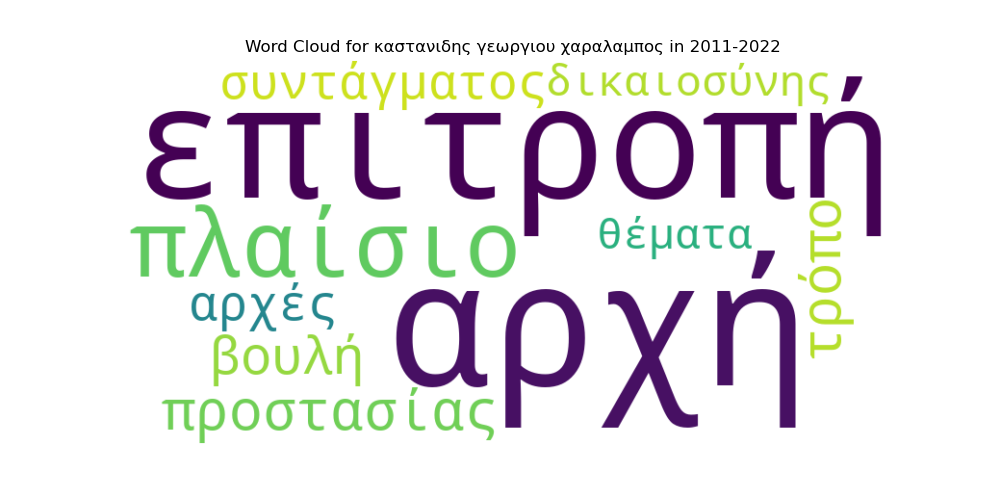 Word Cloud for καστανιδης γεωργιου χαραλαμπος in 2011-2022
συντάγματος δικαιοσύνης
επιτροπή
πλαίσιο
θέματα
τρόπο
αρχές
αρχή
βουλή
προστασίας